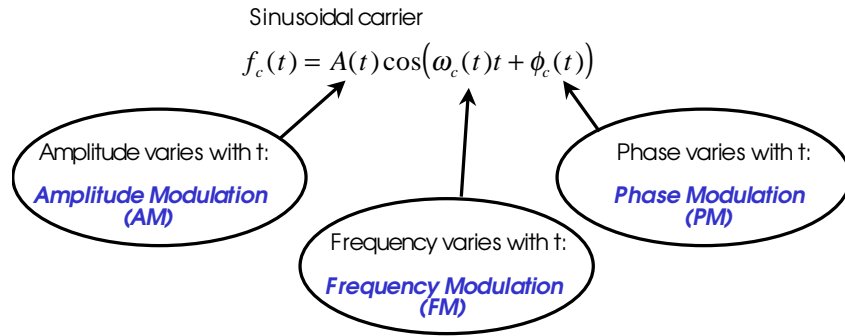 Sinusoidal carrier
f_c(t) = A(t) cos(ω_c(t)t + ϕ_c(t))
Amplitude varies with t:
Amplitude Modulation
(AM)
Phase varies with t:
Phase Modulation
(PM)
Frequency varies with t:
Frequency Modulation
(FM)